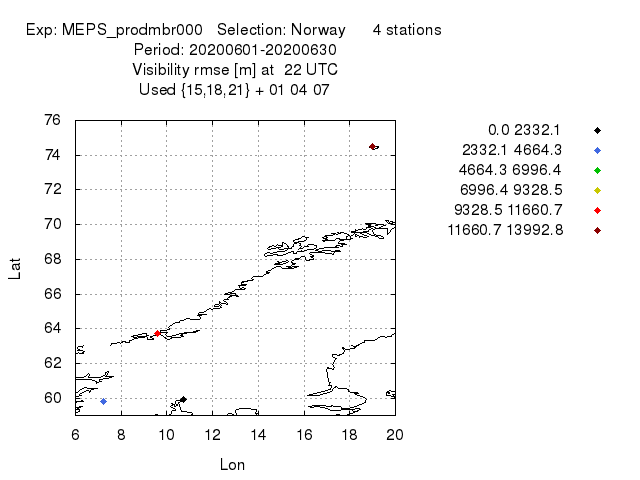 Exp: MEPS_prodmbr000 Selection: Norway 4 stations
Period: 20200601-20200630
Visibility rmse [m] at 22 UTC
Used {15,18,21} + 01 04 07
76
74
72
70
68
66
64
62
60
6 8 10 12 14 16 18 20
Lat
Lon
0.0 2332.1
2332.1 4664.3
4664.3 6996.4
6996.4 9328.5
9328.5 11660.7
11660.7 13992.8